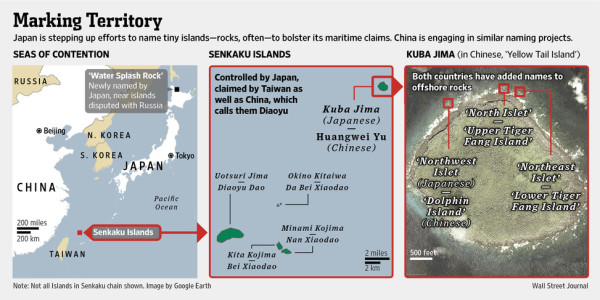 Marking Territory
Japan is stepping up efforts to name tiny islands—rocks, often—to bolster its maritime claims. China is engaging in similar naming projects.
SEAS OF CONTENTION
RUSSIA
‘Water Splash Rock’
Newly named by
Japan, near islands
disputed with Russia
Beijing
N. KOREA
S. KOREA
JAPAN
Tokyo
CHINA
Pacific
Ocean
200 miles
200 km
Senkaku Islands
TAIWAN
SENKAKU ISLANDS
Controlled by Japan,
claimed by Taiwan as
well as China, which
calls them Diaoyu
Kuba Jima
(Japanese)
Huangwei Yu
(Chinese)
Uotsuri Jima
Diaoyu Dao
Okino Kitaiwa
Da Bei Xiaodao
Minami Kojima
Nan Xiaodao
Kita Kojima
Bei Xiaodao
2 miles
2 km
KUBA JIMA (in Chinese, ‘Yellow Tail Island’)
Both countries have added names to
offshore rocks
‘North Islet’
‘Upper Tiger
Fang Island’
‘Northwest
Islet
(Japanese)
‘Dolphin
Island’
(Chinese)
‘Northeast
Islet’
‘Lower Tiger
Fang Island’
500 feet
Note: Not all Islands in Senkaku chain shown. Image by Google Earth
Wall Street Journal